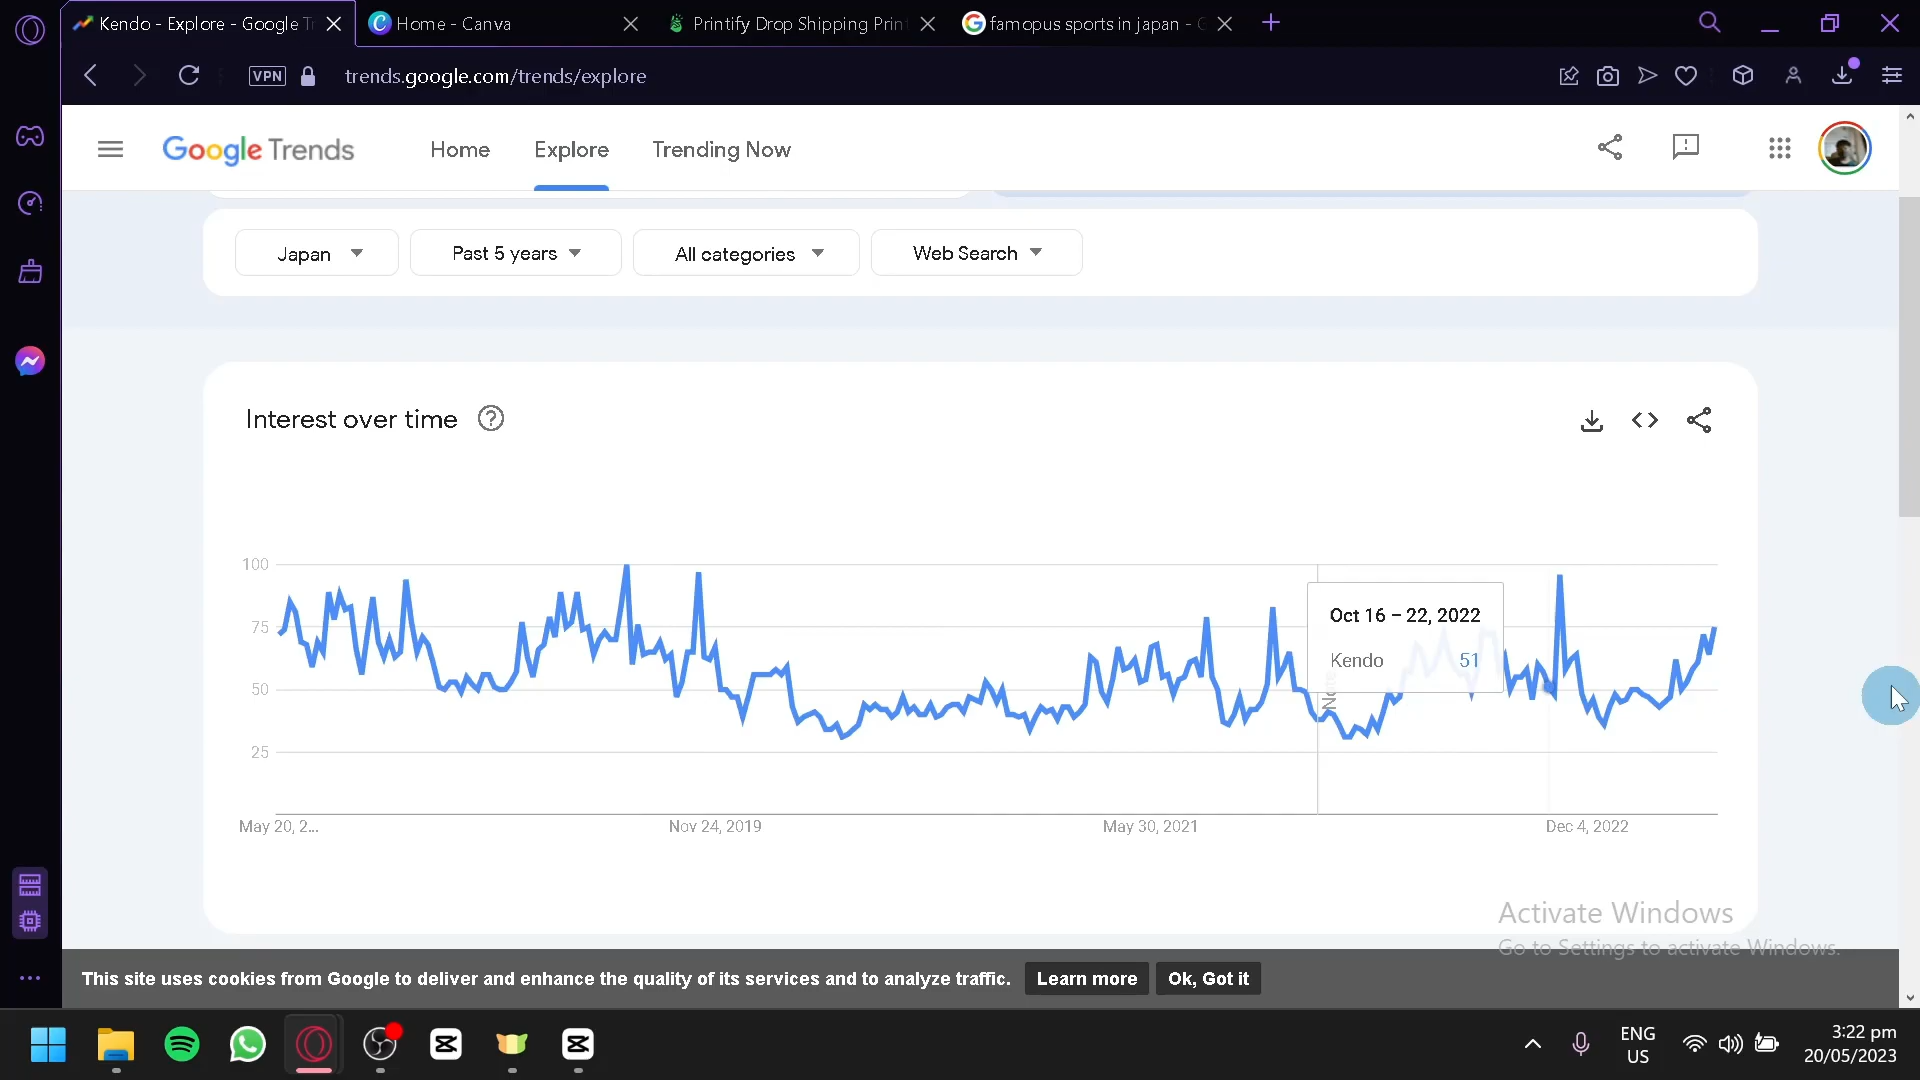 Kendo - Explore - Google Tr
Home - Canva
Printify Drop Shipping Prin
famopus sports in japan - G
VPN
trends.google.com/trends/explore
Google Trends
Home
Explore
Trending Now
Japan
Past 5 years
All categories
Web Search
Interest over time
100
75
50
25
Oct 16 – 22, 2022
Kendo 51
May 20, 2...
Nov 24, 2019
May 30, 2021
Dec 4, 2022
Activate Windows
Go to Settings to activate Windows.
This site uses cookies from Google to deliver and enhance the quality of its services and to analyze traffic.
Learn more
Ok, Got it
ENG
US
3:22 pm
20/05/2023